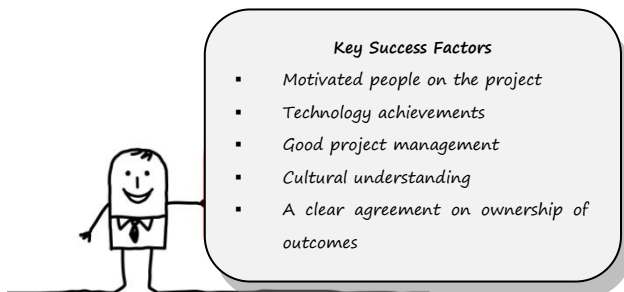 Key Success Factors
▪ Motivated people on the project
▪ Technology achievements
▪ Good project management
▪ Cultural understanding
▪ A clear agreement on ownership of
outcomes